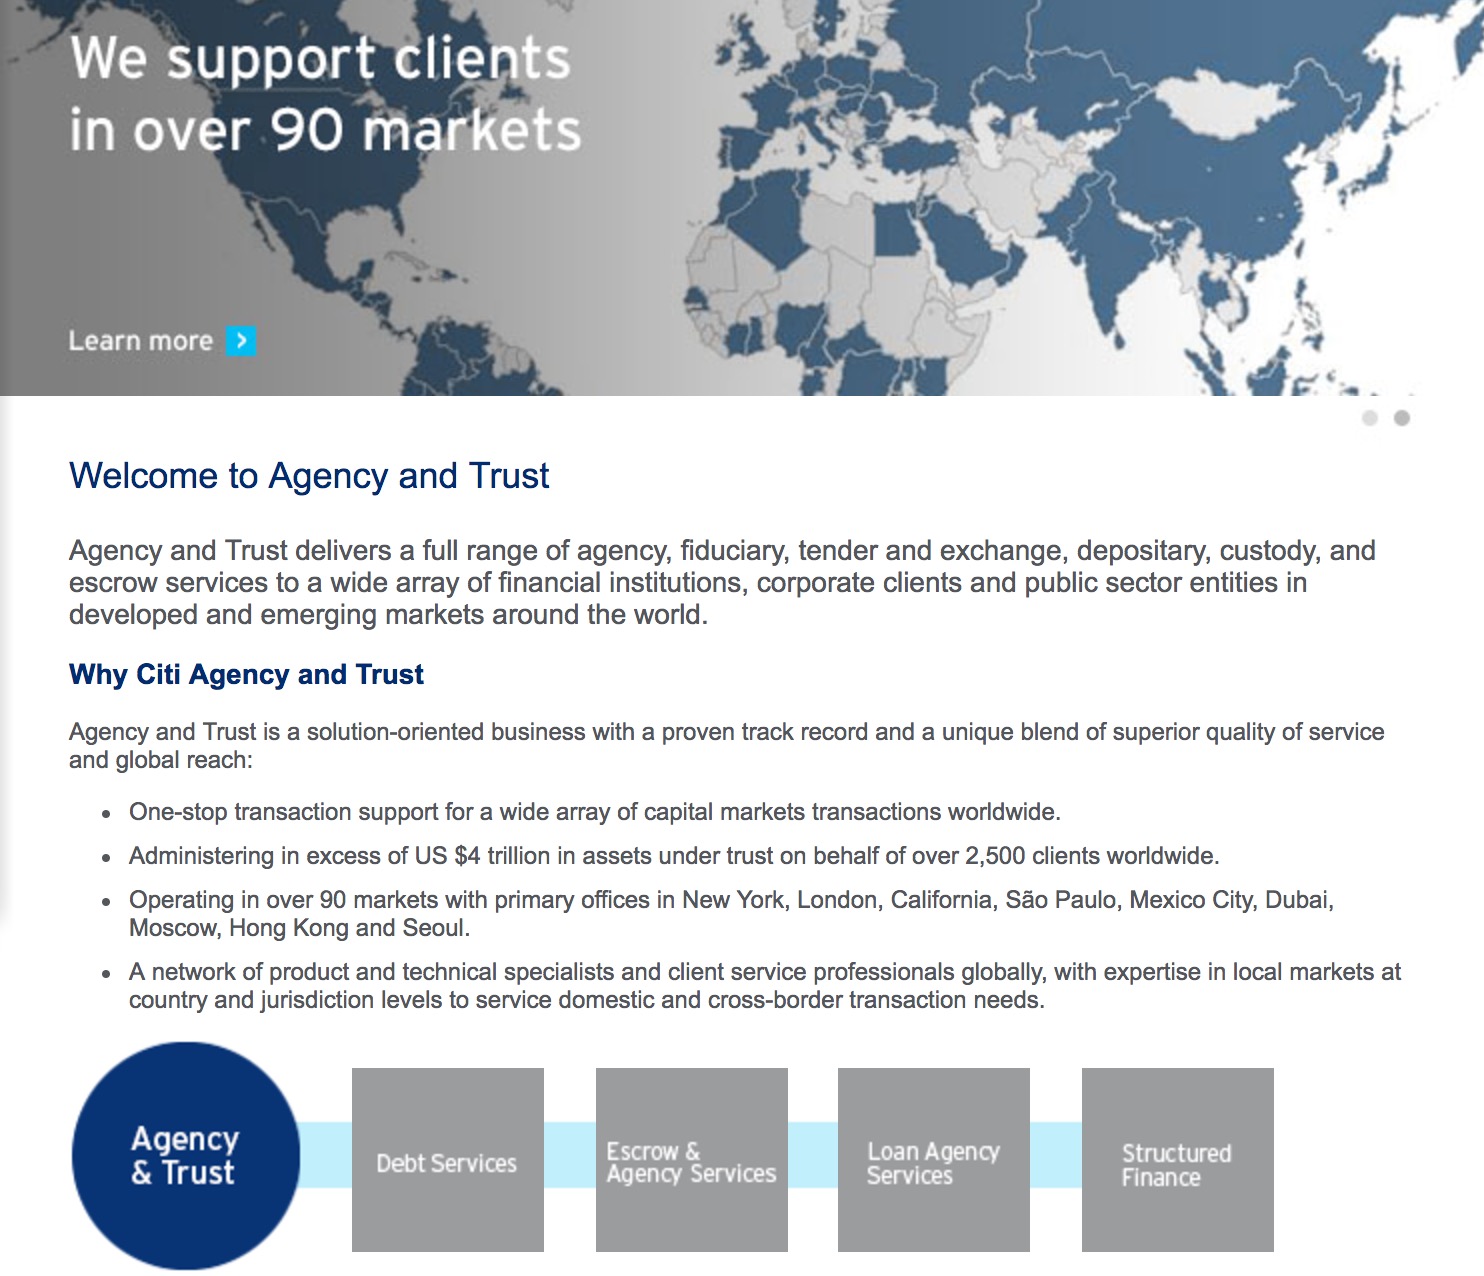 We support clients
in over 90 markets
Learn more
Welcome to Agency and Trust
Agency and Trust delivers a full range of agency, fiduciary, tender and exchange, depositary, custody, and
escrow services to a wide array of financial institutions, corporate clients and public sector entities in
developed and emerging markets around the world.
Why Citi Agency and Trust
Agency and Trust is a solution-oriented business with a proven track record and a unique blend of superior quality of service
and global reach:
• One-stop transaction support for a wide array of capital markets transactions worldwide.
• Administering in excess of US $4 trillion in assets under trust on behalf of over 2,500 clients worldwide.
• Operating in over 90 markets with primary offices in New York, London, California, São Paulo, Mexico City, Dubai,
Moscow, Hong Kong and Seoul.
• A network of product and technical specialists and client service professionals globally, with expertise in local markets at
country and jurisdiction levels to service domestic and cross-border transaction needs.
Agency
& Trust
Debt Services
Escrow &
Agency Services
Loan Agency
Services
Structured
Finance